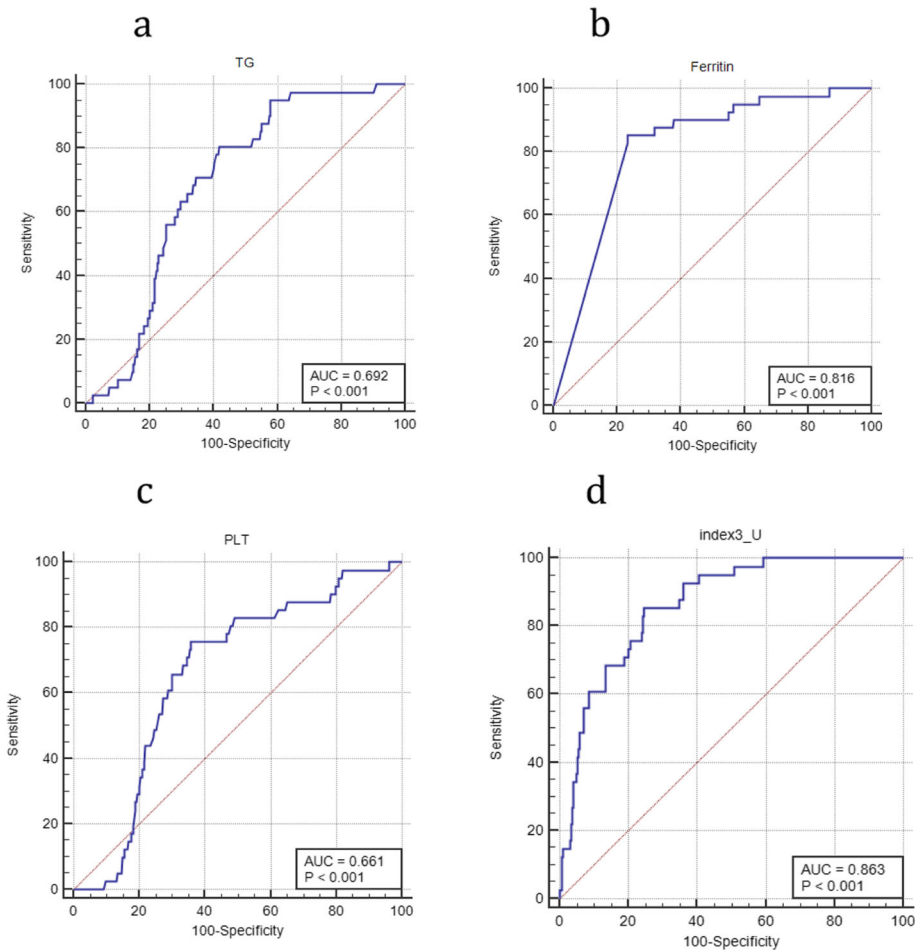 a
TG
100
80
60
40
20
0
Sensitivity
AUC = 0.692
P < 0.001
0 20 40 60 80 100
100-Specificity
b
Ferritin
100
80
60
40
20
0
Sensitivity
AUC = 0.816
P < 0.001
0 20 40 60 80 100
100-Specificity
c
PLT
100
80
60
40
20
0
Sensitivity
AUC = 0.661
P < 0.001
0 20 40 60 80 100
100-Specificity
d
index3_U
100
80
60
40
20
0
Sensitivity
AUC = 0.863
P < 0.001
0 20 40 60 80 100
100-Specificity